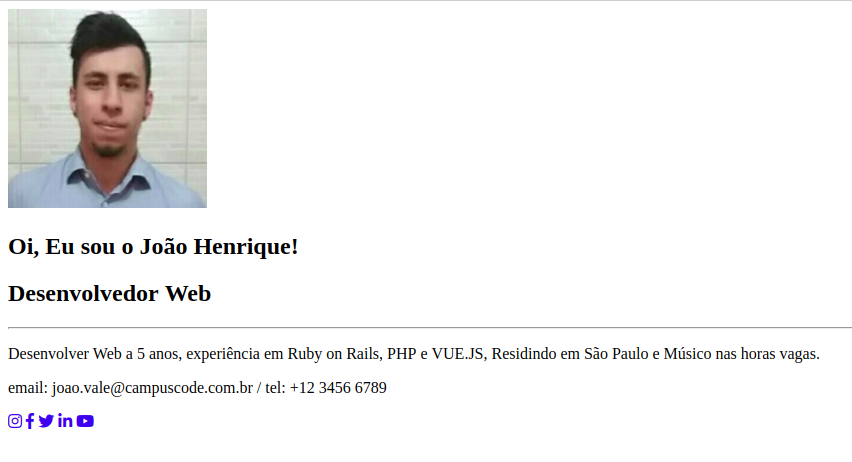 Oi, Eu sou o João Henrique!
Desenvolvedor Web
Desenvolver Web a 5 anos, experiência em Ruby on Rails, PHP e VUE.JS, Residindo em São Paulo e Músico nas horas vagas.
email: joao.vale@campuscode.com.br / tel: +12 3456 6789